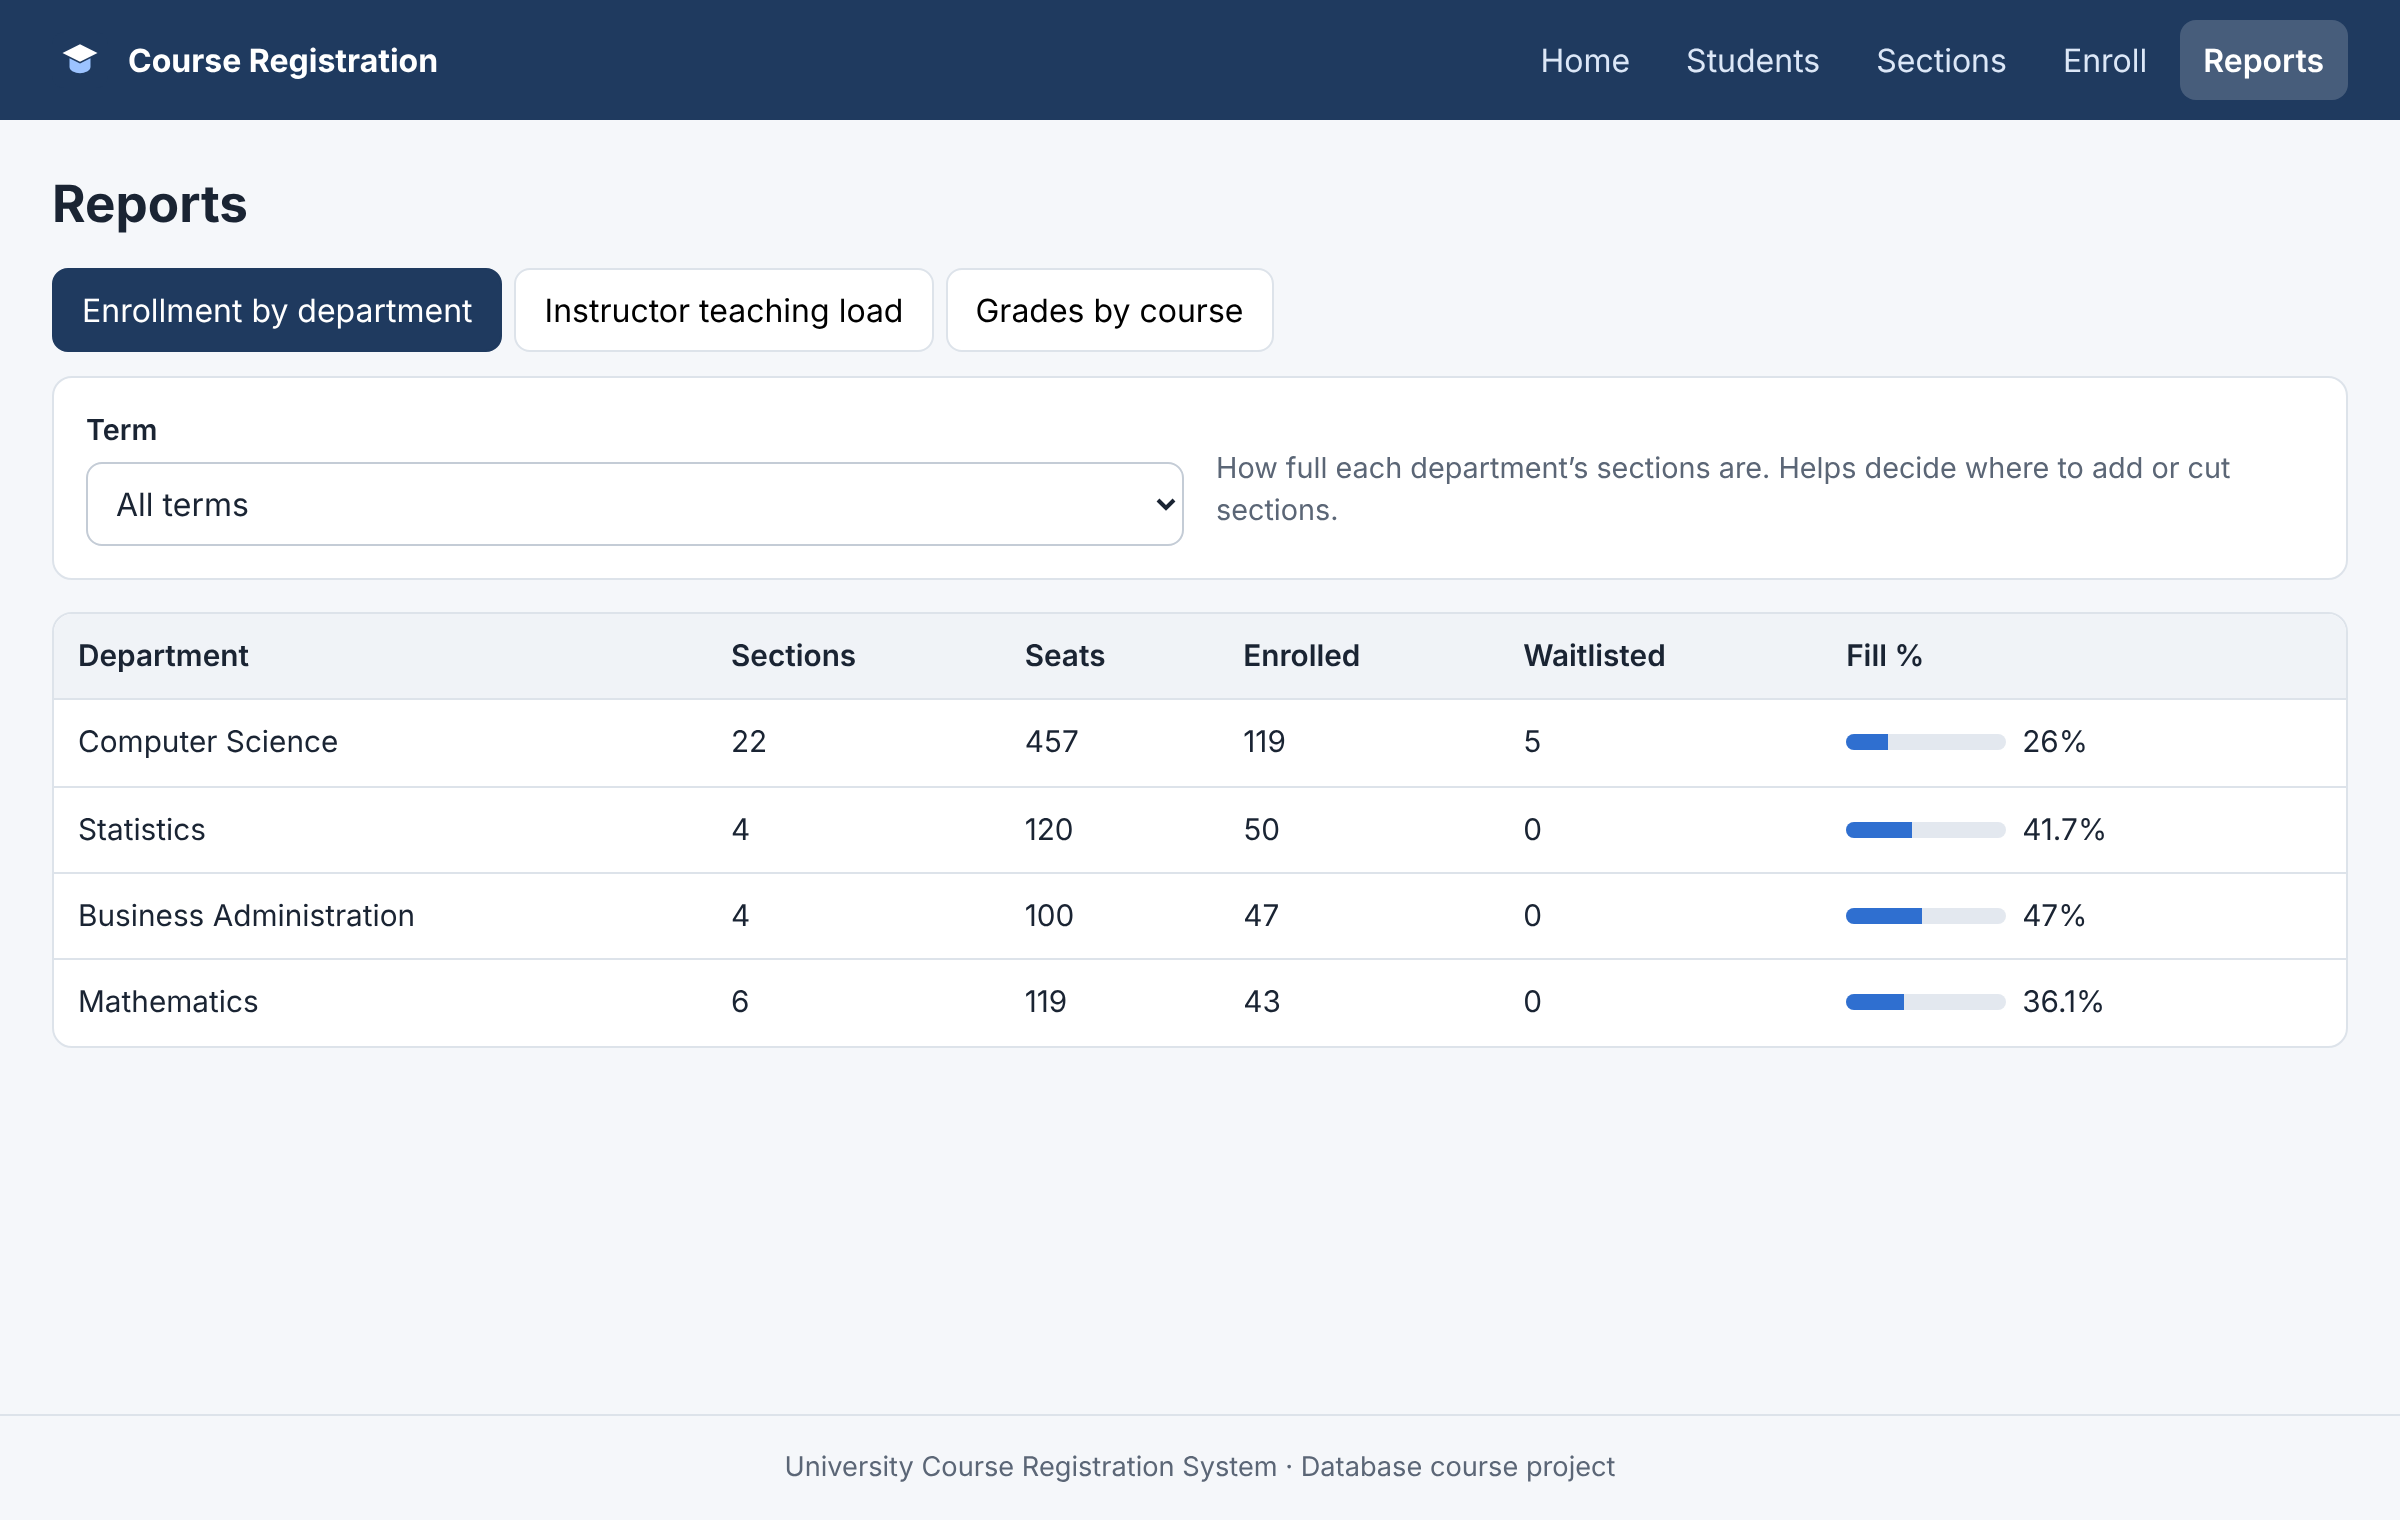 Course Registration
Home Students Sections Enroll Reports
Reports
Enrollment by department Instructor teaching load Grades by course
Term
All terms
How full each department’s sections are. Helps decide where to add or cut
sections.
Department Sections Seats Enrolled Waitlisted Fill %
Computer Science 22 457 119 5 26%
Statistics 4 120 50 0 41.7%
Business Administration 4 100 47 0 47%
Mathematics 6 119 43 0 36.1%
University Course Registration System · Database course project